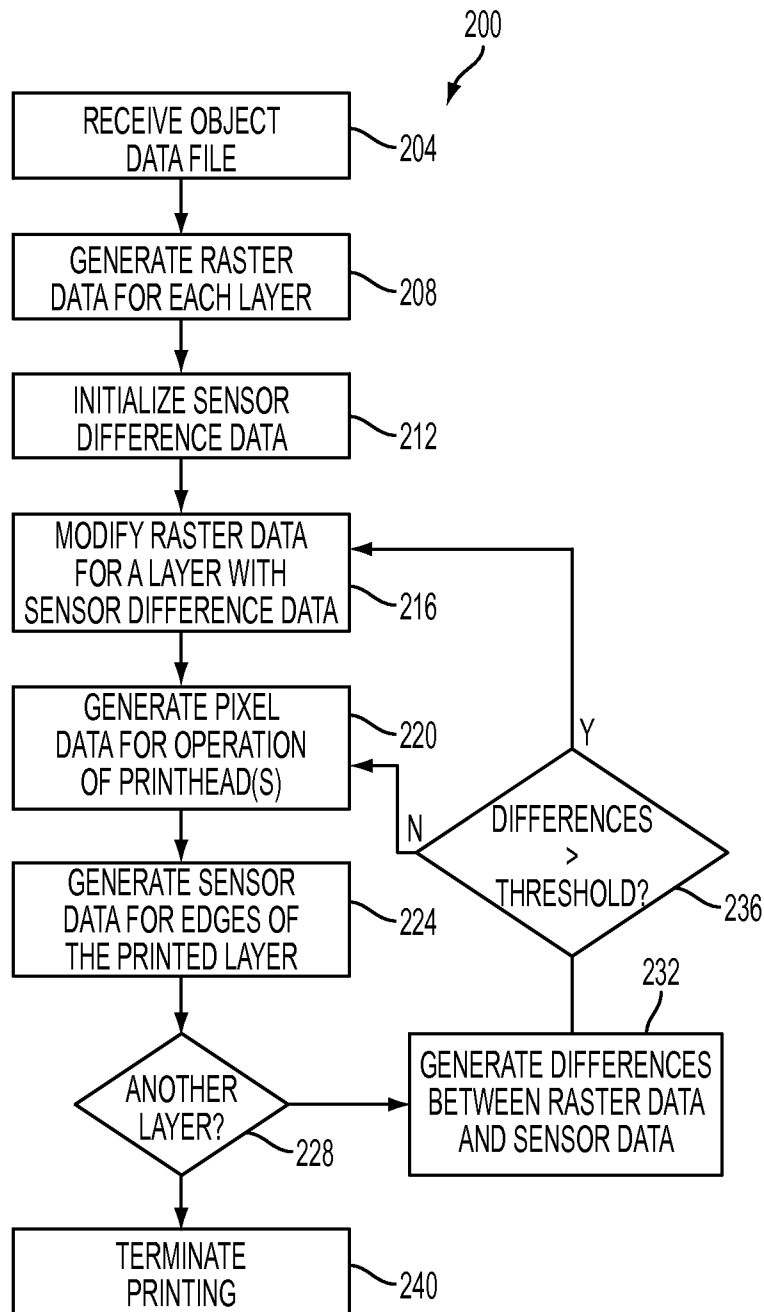 200
RECEIVE OBJECT
DATA FILE
204
GENERATE RASTER
DATA FOR EACH LAYER
208
INITIALIZE SENSOR
DIFFERENCE DATA
212
MODIFY RASTER DATA
FOR A LAYER WITH
SENSOR DIFFERENCE DATA
216
GENERATE PIXEL
DATA FOR OPERATION
OF PRINTHEAD(S)
220
GENERATE SENSOR
DATA FOR EDGES OF
THE PRINTED LAYER
224
ANOTHER
LAYER?
228
Y
N
DIFFERENCES
>
THRESHOLD?
236
232
GENERATE DIFFERENCES
BETWEEN RASTER DATA
AND SENSOR DATA
TERMINATE
PRINTING
240